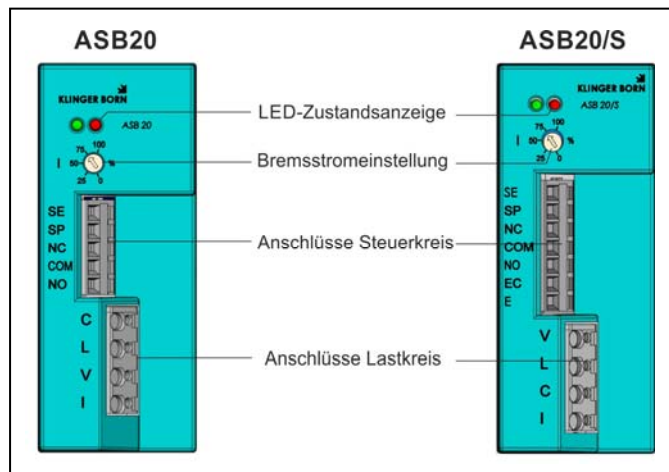 ASB20
ASB20/S
KLINGER BORN
ASB 20
75
100
I
50
%
25
0
SE
SP
NC
COM
NO
C
L
V
I
LED-Zustandsanzeige
Bremsstromeinstellung
Anschlüsse Steuerkreis
Anschlüsse Lastkreis
KLINGER BORN
ASB 20/S
75
100
I
50
%
25
0
SE
SP
NC
COM
NO
EC
E
V
L
C
I